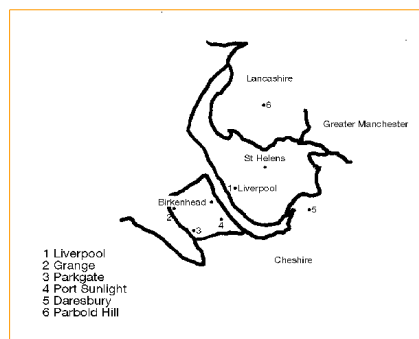 Lancashire
6
Greater Manchester
St Helens
1 Liverpool
Birkenhead
2
4
5
3
Cheshire
1 Liverpool
2 Grange
3 Parkgate
4 Port Sunlight
5 Daresbury
6 Parbold Hill